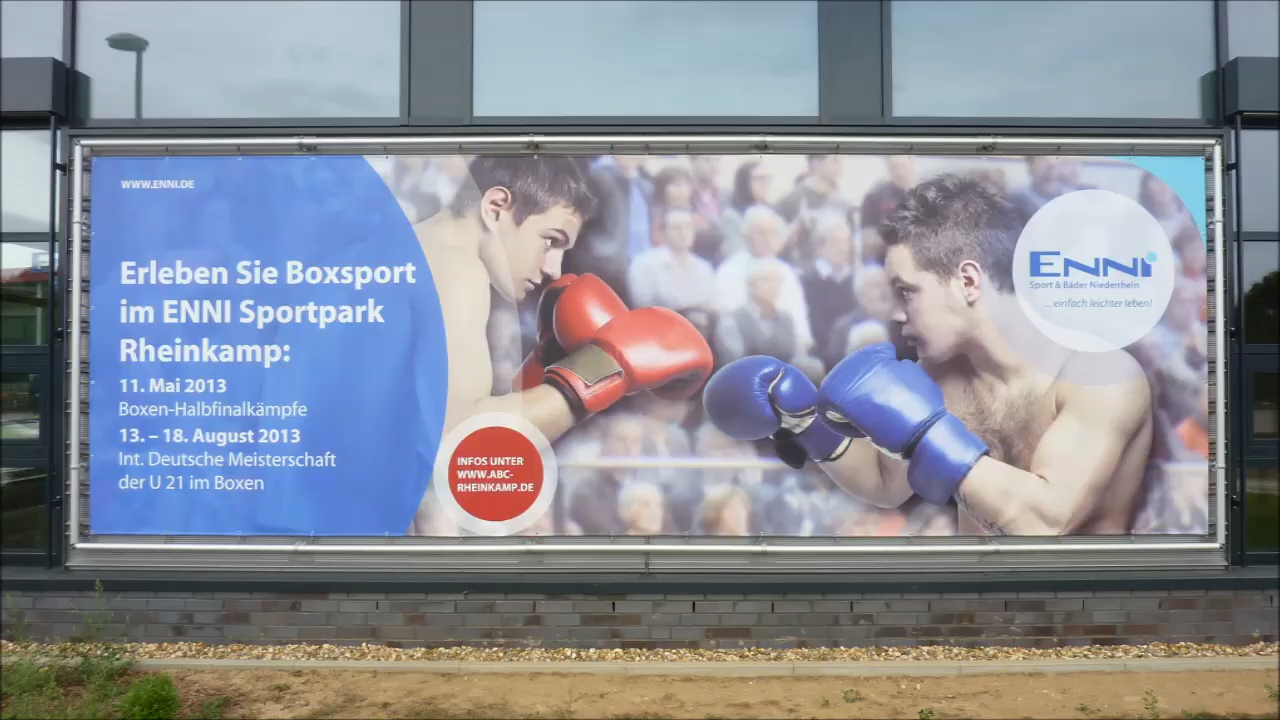 WWW.ENNI.DE
Erleben Sie Boxsport
im ENNI Sportpark
Rheinkamp:
11. Mai 2013
Boxen-Halbfinalkämpfe
13. – 18. August 2013
Int. Deutsche Meisterschaft
der U 21 im Boxen
INFOS UNTER
WWW.ABC-
RHEINKAMP.DE
ENNI
Sport & Bäder Niederrhein
... einfach leichter leben!